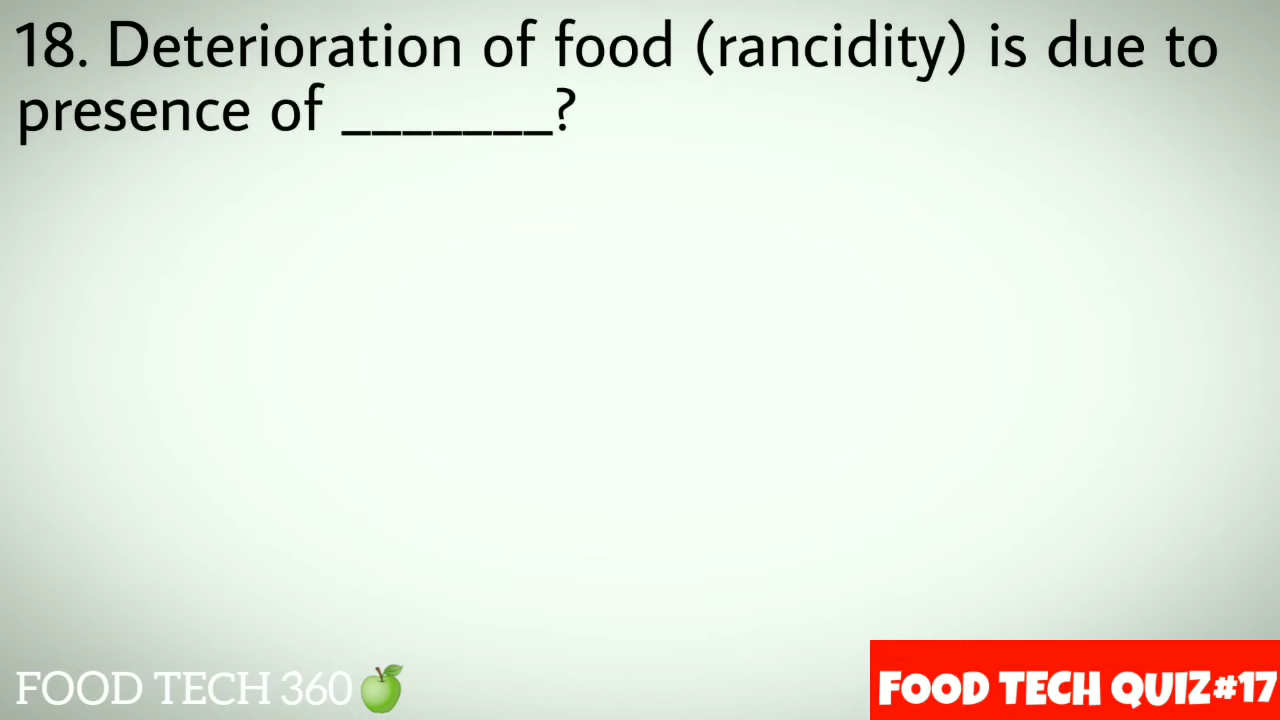 18. Deterioration of food (rancidity) is due to
presence of _______?
FOOD TECH 360
FOOD TECH QUIZ#17